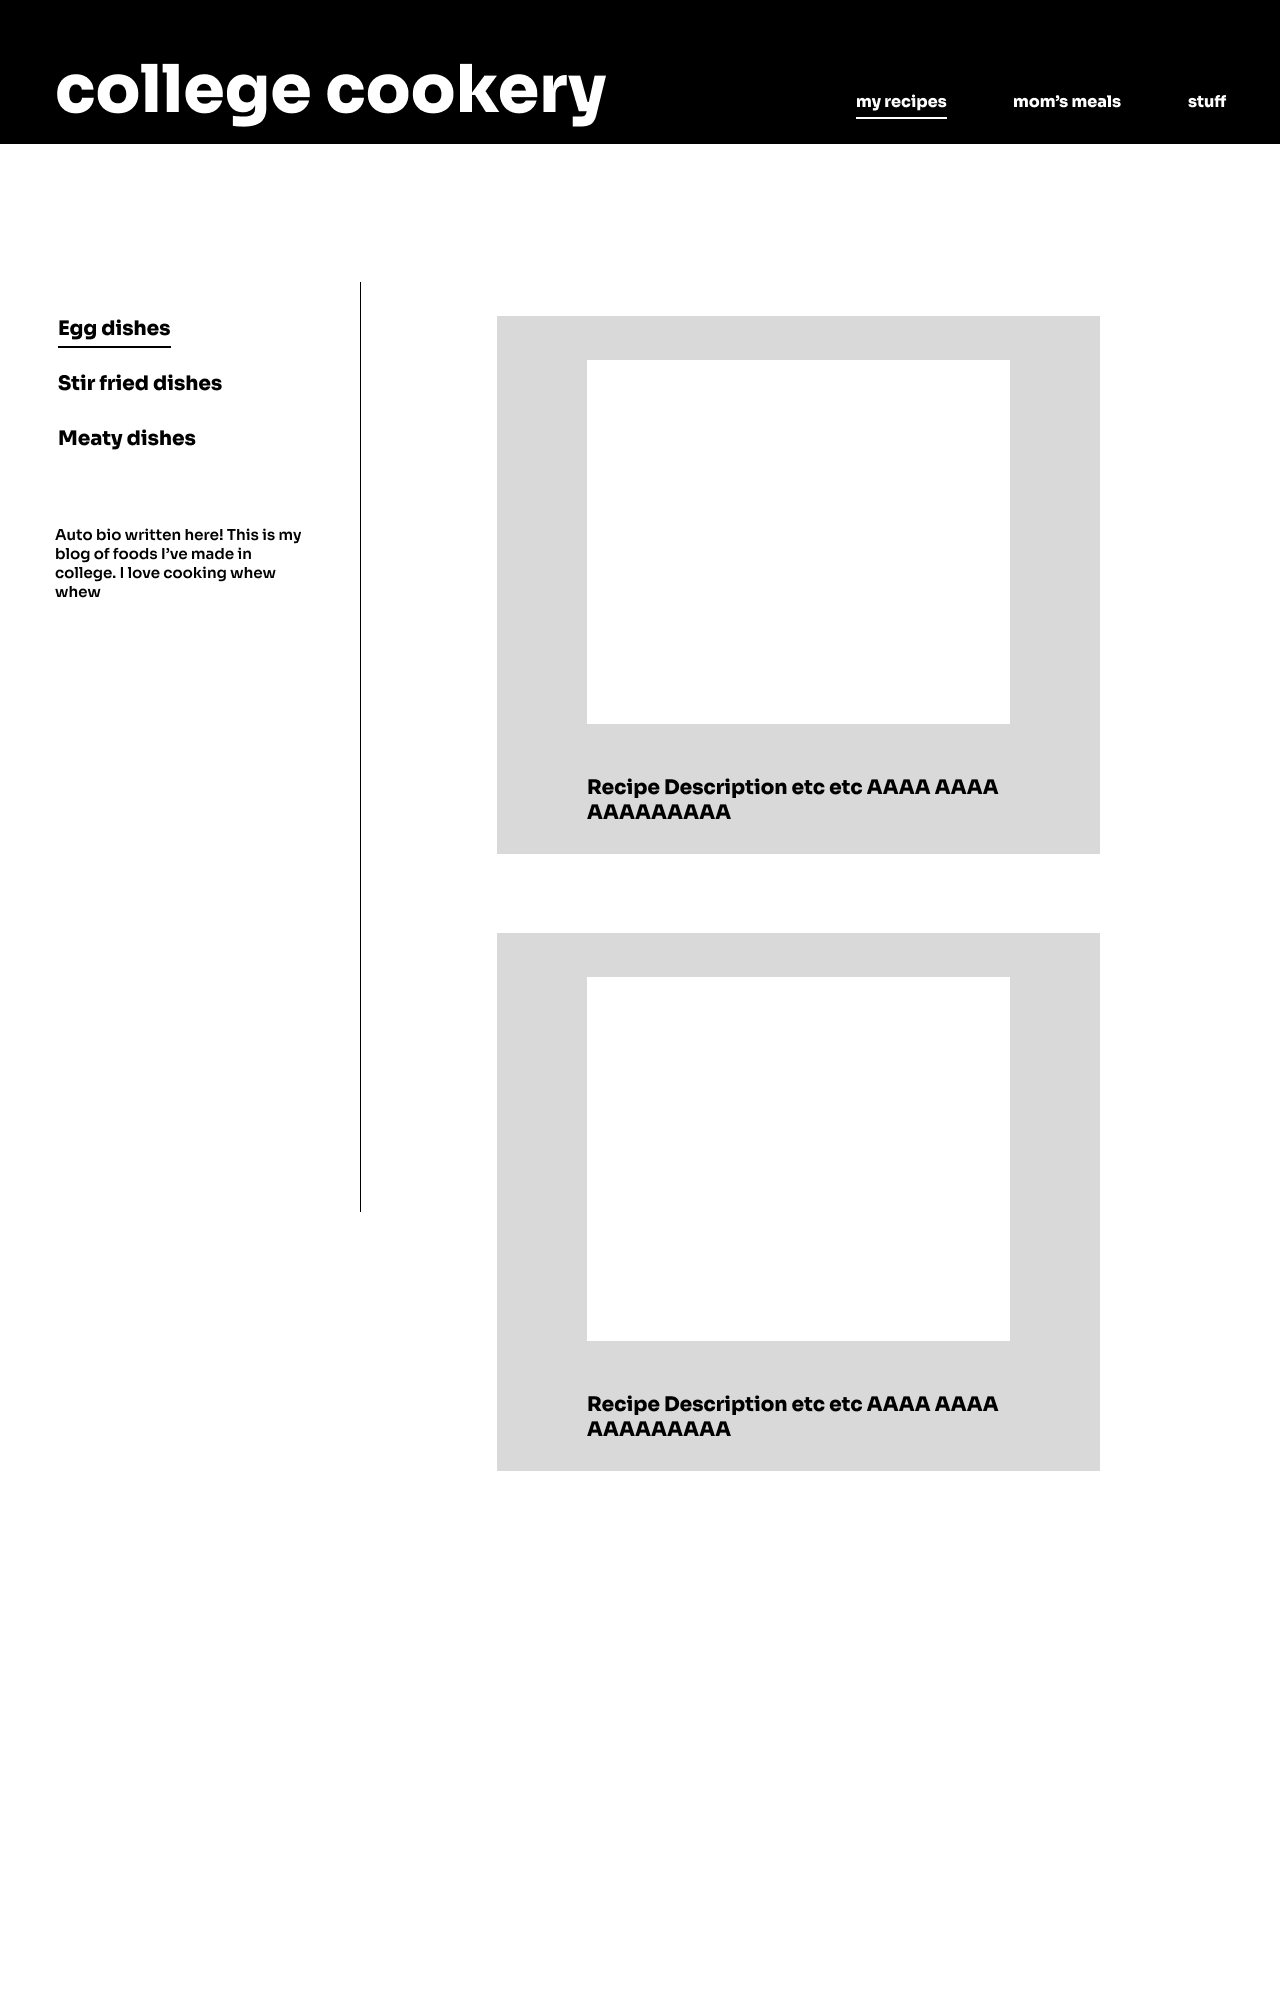 college cookery
my recipes
mom’s meals
stuff
Egg dishes
Stir fried dishes
Meaty dishes
Auto bio written here! This is my
blog of foods I’ve made in
college. I love cooking whew
whew
Recipe Description etc etc AAAA AAAA
AAAAAAAAA
Recipe Description etc etc AAAA AAAA
AAAAAAAAA